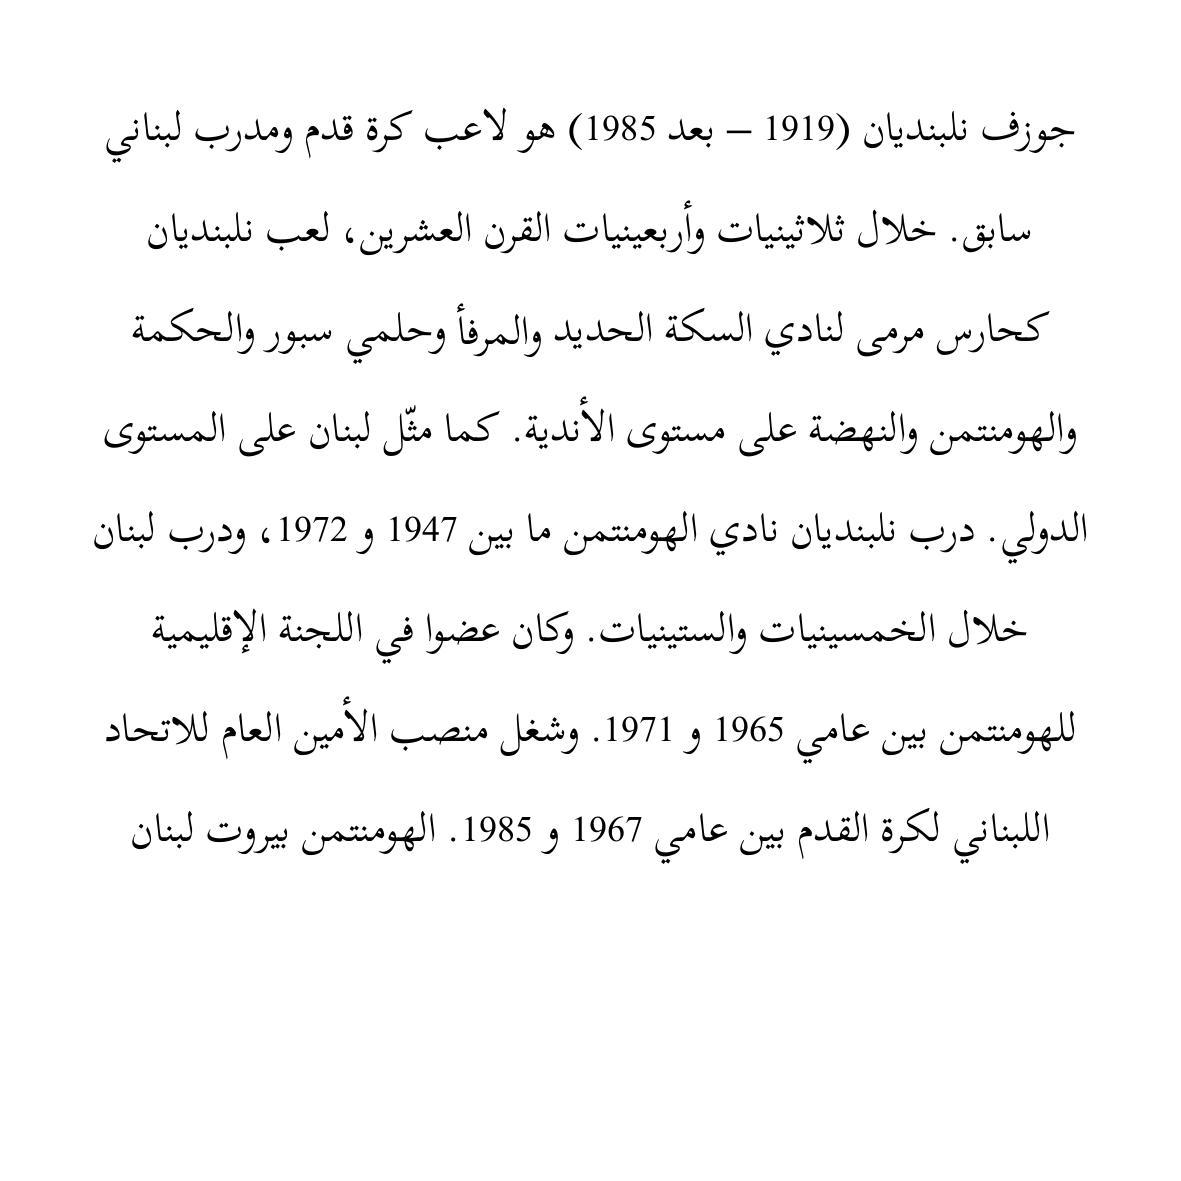 جوزف نلبنديان (1919 – بعد 1985) هو لاعب كرة قدم ومدرب لبناني
سابق. خلال ثلاثينيات وأربعينيات القرن العشرين، لعب نلبنديان
كحارس مرمى لنادي السكة الحديد والمرفأ وحلمي سبور والحكمة
والهومنتمن والنهضة على مستوى الأندية. كما مثّل لبنان على المستوى
الدولي. درب نلبنديان نادي الهومنتمن ما بين 1947 و 1972، ودرب لبنان
خلال الخمسينيات والستينيات. وكان عضوا في اللجنة الإقليمية
للهومنتمن بين عامي 1965 و 1971. وشغل منصب الأمين العام للاتحاد
اللبناني لكرة القدم بين عامي 1967 و 1985. الهومنتمن بيروت لبنان